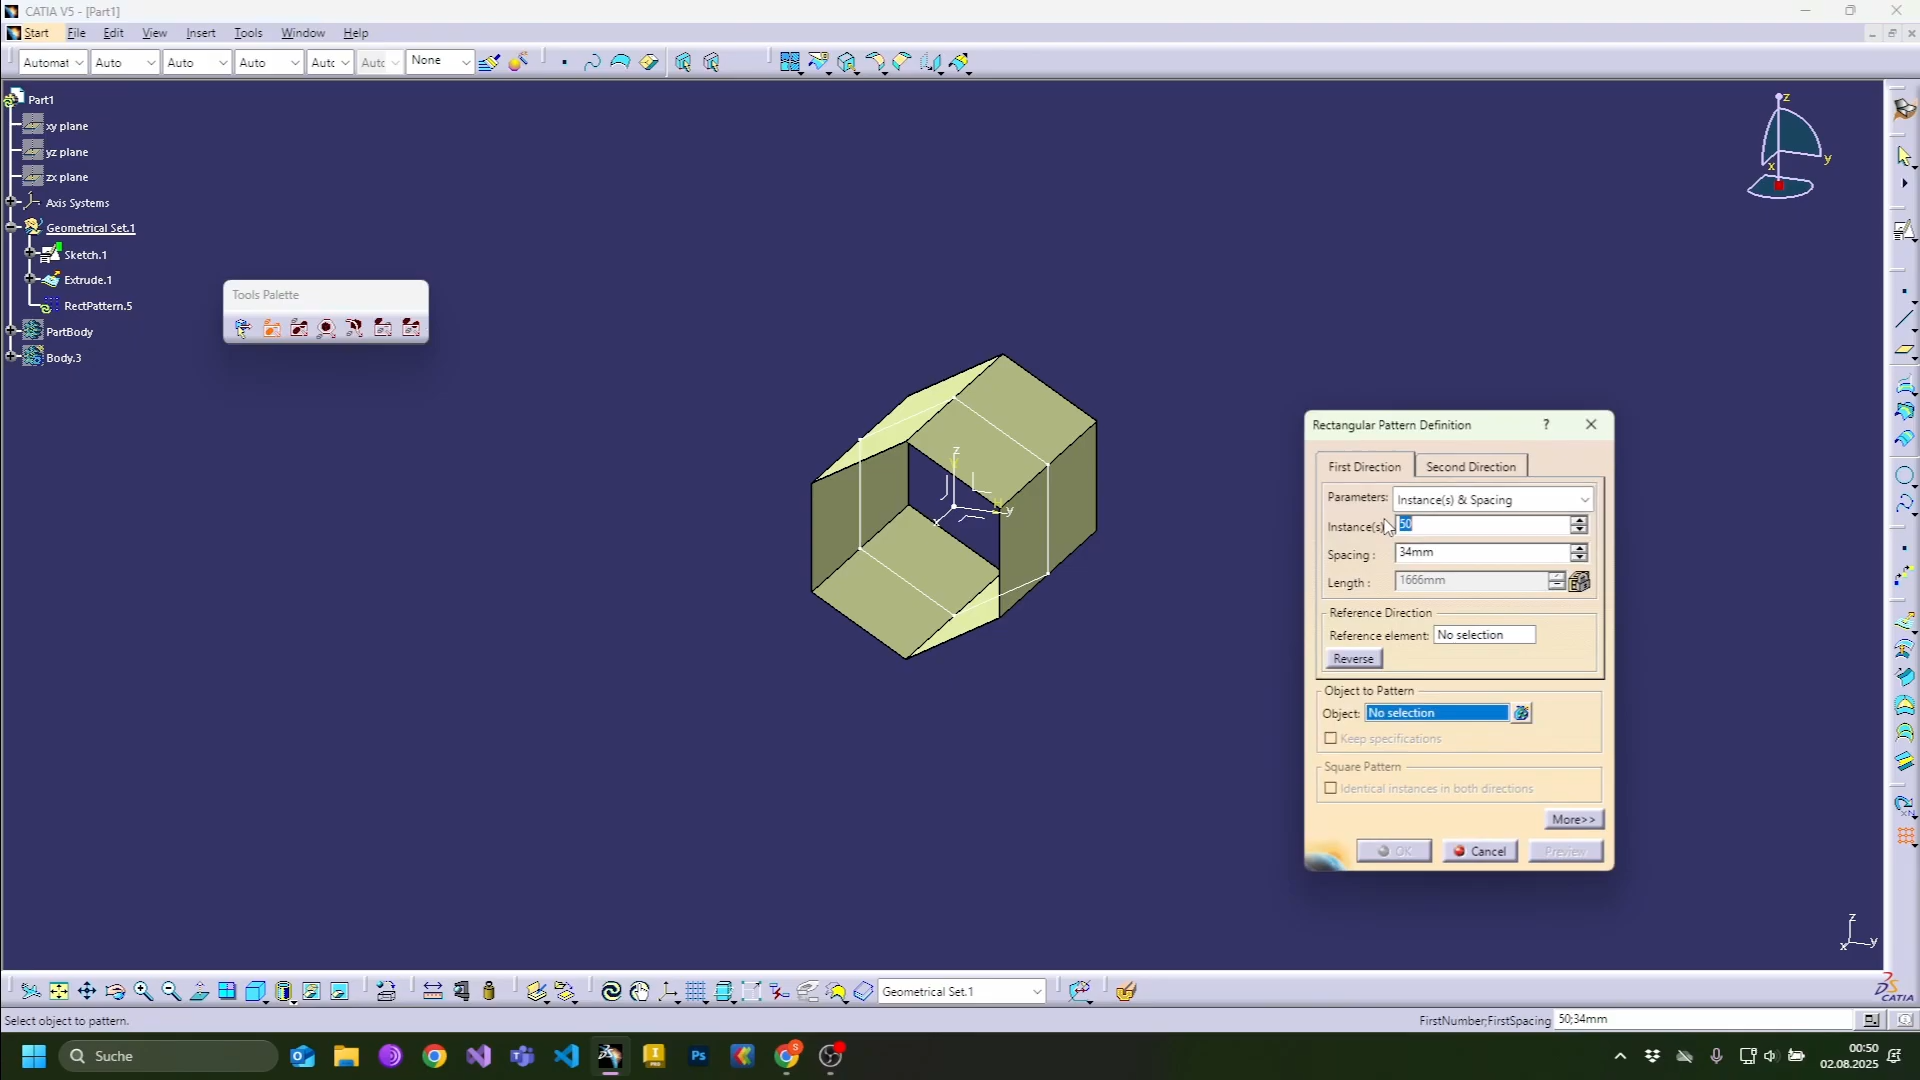 CATIA V5 - [Part1]
Start File Edit View Insert Tools Window Help
Automat Auto Auto Auto Autc Autc None
Part1
xy plane
yz plane
zx plane
Axis Systems
Geometrical Set.1
Sketch.1
Extrude.1
RectPattern.5
PartBody
Body.3
Tools Palette
z
y
x
z
y
x
Rectangular Pattern Definition ?
First Direction Second Direction
Parameters: Instance(s) & Spacing
Instance(s) 50
Spacing : 34mm
Length : 1666mm
Reference Direction
Reference element: No selection
Reverse
Object to Pattern
Object: No selection
Keep specifications
Square Pattern
Identical instances in both directions
More>>
OK Cancel Preview
z
x y
Geometrical Set.1
CATIA
Select object to pattern.
FirstNumber;FirstSpacing 50;34mm
Suche
00:50
02.08.2025